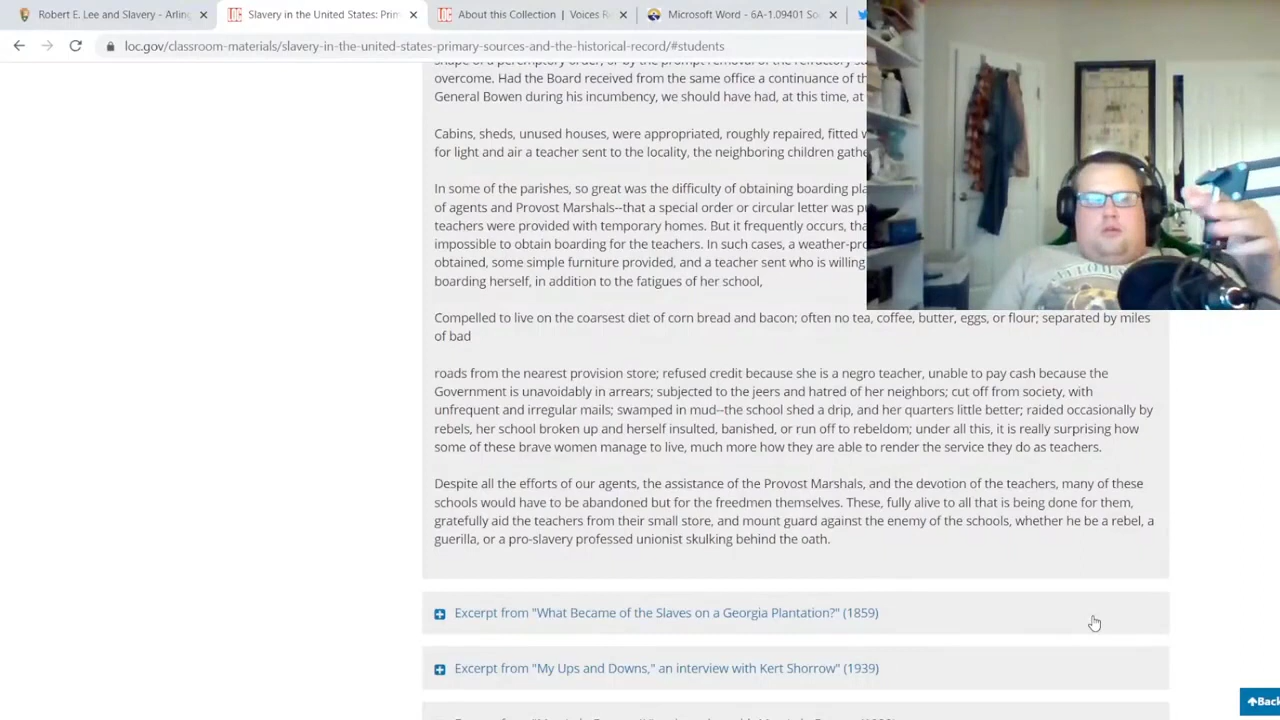 Robert E. Lee and Slavery - Arling
Slavery in the United States: Prim
About this Collection | Voices R
Microsoft Word - 6A-1.09401 So
loc.gov/classroom-materials/slavery-in-the-united-states-primary-sources-and-the-historical-record/#students
overcome. Had the Board received from the same office a continuance of th
General Bowen during his incumbency, we should have had, at this time, at
Cabins, sheds, unused houses, were appropriated, roughly repaired, fitted w
for light and air a teacher sent to the locality, the neighboring children gathe
In some of the parishes, so great was the difficulty of obtaining boarding pla
of agents and Provost Marshals--that a special order or circular letter was pu
teachers were provided with temporary homes. But it frequently occurs, tha
impossible to obtain boarding for the teachers. In such cases, a weather-pro
obtained, some simple furniture provided, and a teacher sent who is willing
boarding herself, in addition to the fatigues of her school,
Compelled to live on the coarsest diet of corn bread and bacon; often no tea, coffee, butter, eggs, or flour; separated by miles
of bad
roads from the nearest provision store; refused credit because she is a negro teacher, unable to pay cash because the
Government is unavoidably in arrears; subjected to the jeers and hatred of her neighbors; cut off from society, with
unfrequent and irregular mails; swamped in mud--the school shed a drip, and her quarters little better; raided occasionally by
rebels, her school broken up and herself insulted, banished, or run off to rebeldom; under all this, it is really surprising how
some of these brave women manage to live, much more how they are able to render the service they do as teachers.
Despite all the efforts of our agents, the assistance of the Provost Marshals, and the devotion of the teachers, many of these
schools would have to be abandoned but for the freedmen themselves. These, fully alive to all that is being done for them,
gratefully aid the teachers from their small store, and mount guard against the enemy of the schools, whether he be a rebel, a
guerilla, or a pro-slavery professed unionist skulking behind the oath.
Excerpt from "What Became of the Slaves on a Georgia Plantation?" (1859)
Excerpt from "My Ups and Downs," an interview with Kert Shorrow" (1939)
Back